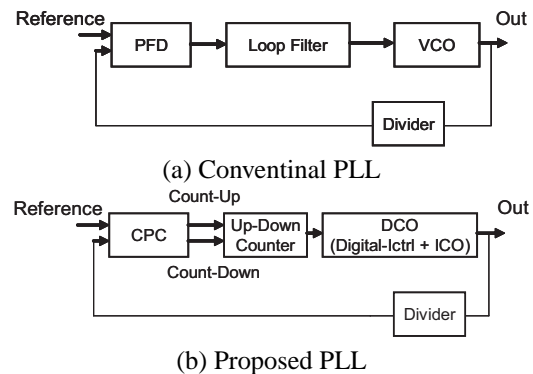 Reference
Out
PFD
Loop Filter
VCO
Divider
(a) Conventinal PLL
Count-Up
Reference
Out
CPC
Up-Down
Counter
DCO
(Digital-Ictrl + ICO)
Count-Down
Divider
(b) Proposed PLL